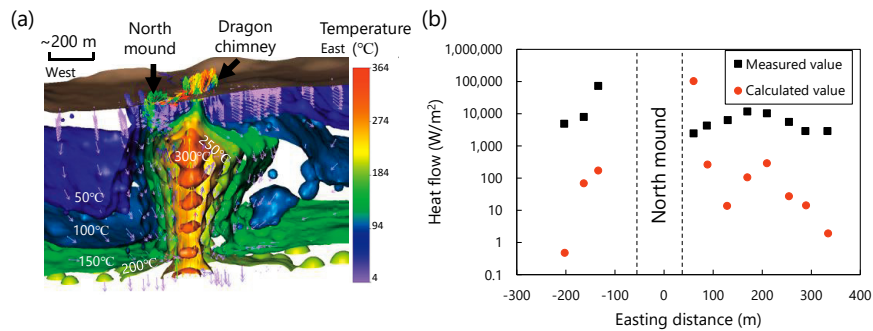 (a)
~200 m
North
mound
Dragon
chimney
Temperature
(℃)
West
East
364
274
184
94
4
250℃
300℃
50℃
100℃
150℃
200℃
(b)
1,000,000
100,000
10,000
1,000
100
10
1
0.1
Heat flow (W/m²)
Measured value
Calculated value
North mound
-300
-200
-100
0
100
200
300
400
Easting distance (m)